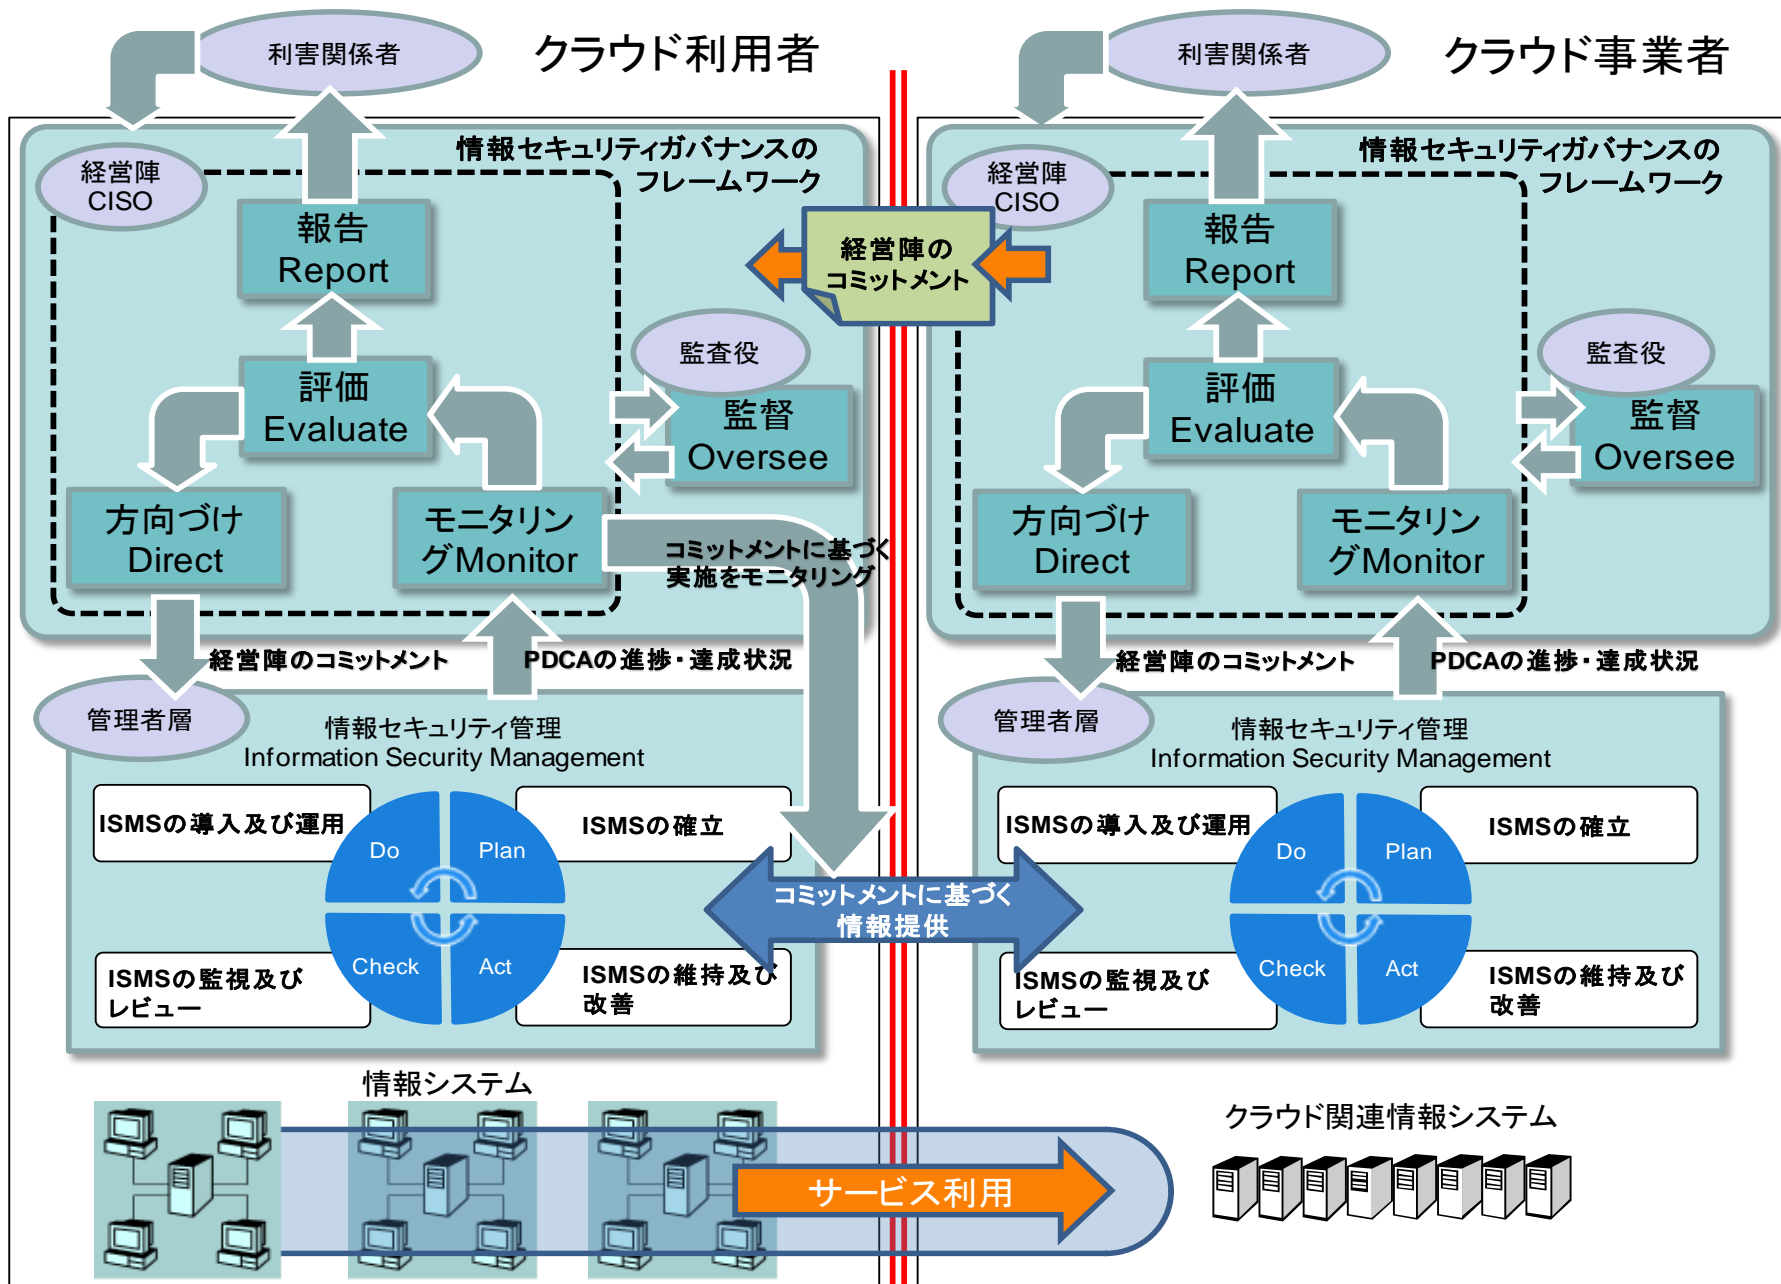 クラウド利用者
利害関係者
情報セキュリティガバナンスの
フレームワーク
経営陣
CISO
報告
Report
評価
Evaluate
監査役
監督
Oversee
方向づけ
Direct
モニタリン
グMonitor
コミットメントに基づく
実施をモニタリング
経営陣のコミットメント
PDCAの進捗・達成状況
管理者層
情報セキュリティ管理
Information Security Management
ISMSの導入及び運用
ISMSの確立
Do
Plan
Check
Act
ISMSの監視及び
レビュー
ISMSの維持及び
改善
情報システム
経営陣の
コミットメント
コミットメントに基づく
情報提供
サービス利用
クラウド事業者
利害関係者
情報セキュリティガバナンスの
フレームワーク
経営陣
CISO
報告
Report
評価
Evaluate
監査役
監督
Oversee
方向づけ
Direct
モニタリン
グMonitor
経営陣のコミットメント
PDCAの進捗・達成状況
管理者層
情報セキュリティ管理
Information Security Management
ISMSの導入及び運用
ISMSの確立
Do
Plan
Check
Act
ISMSの監視及び
レビュー
ISMSの維持及び
改善
クラウド関連情報システム